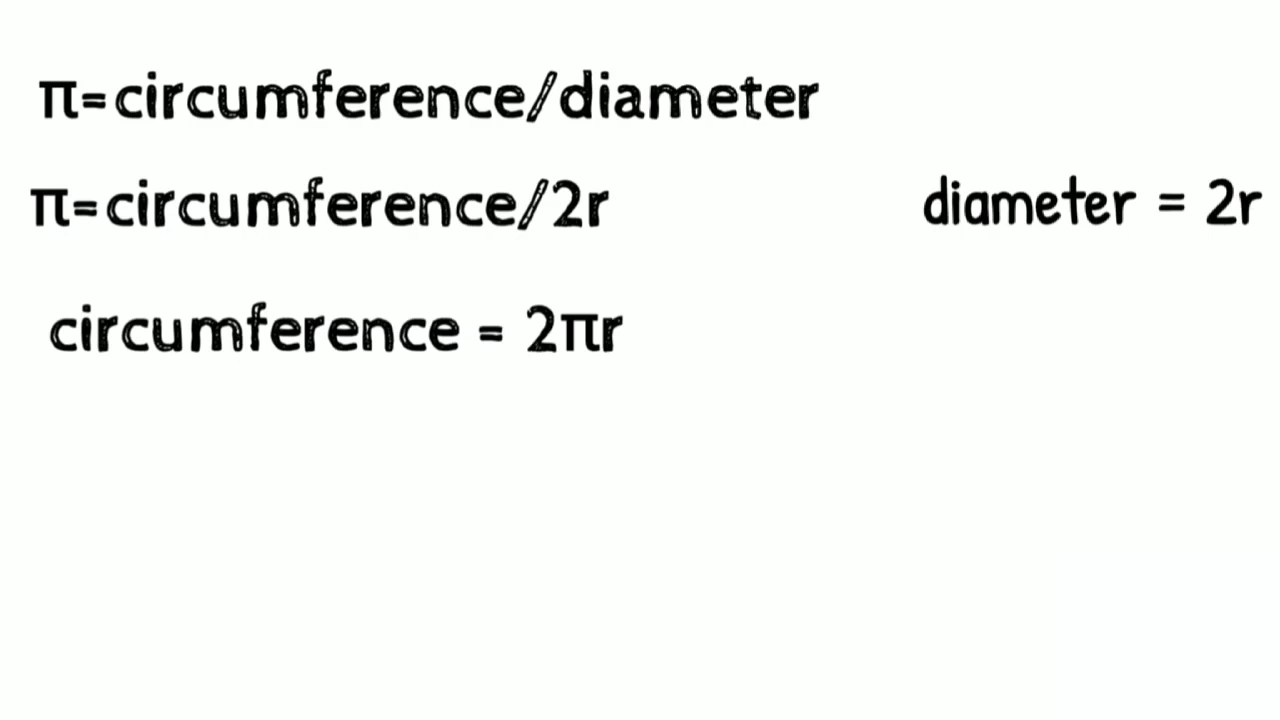 π=circumference/diameter
π=circumference/2r
diameter = 2r
circumference = 2πr